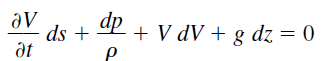 ∂V/∂t ds + dp/ρ + V dV + g dz = 0